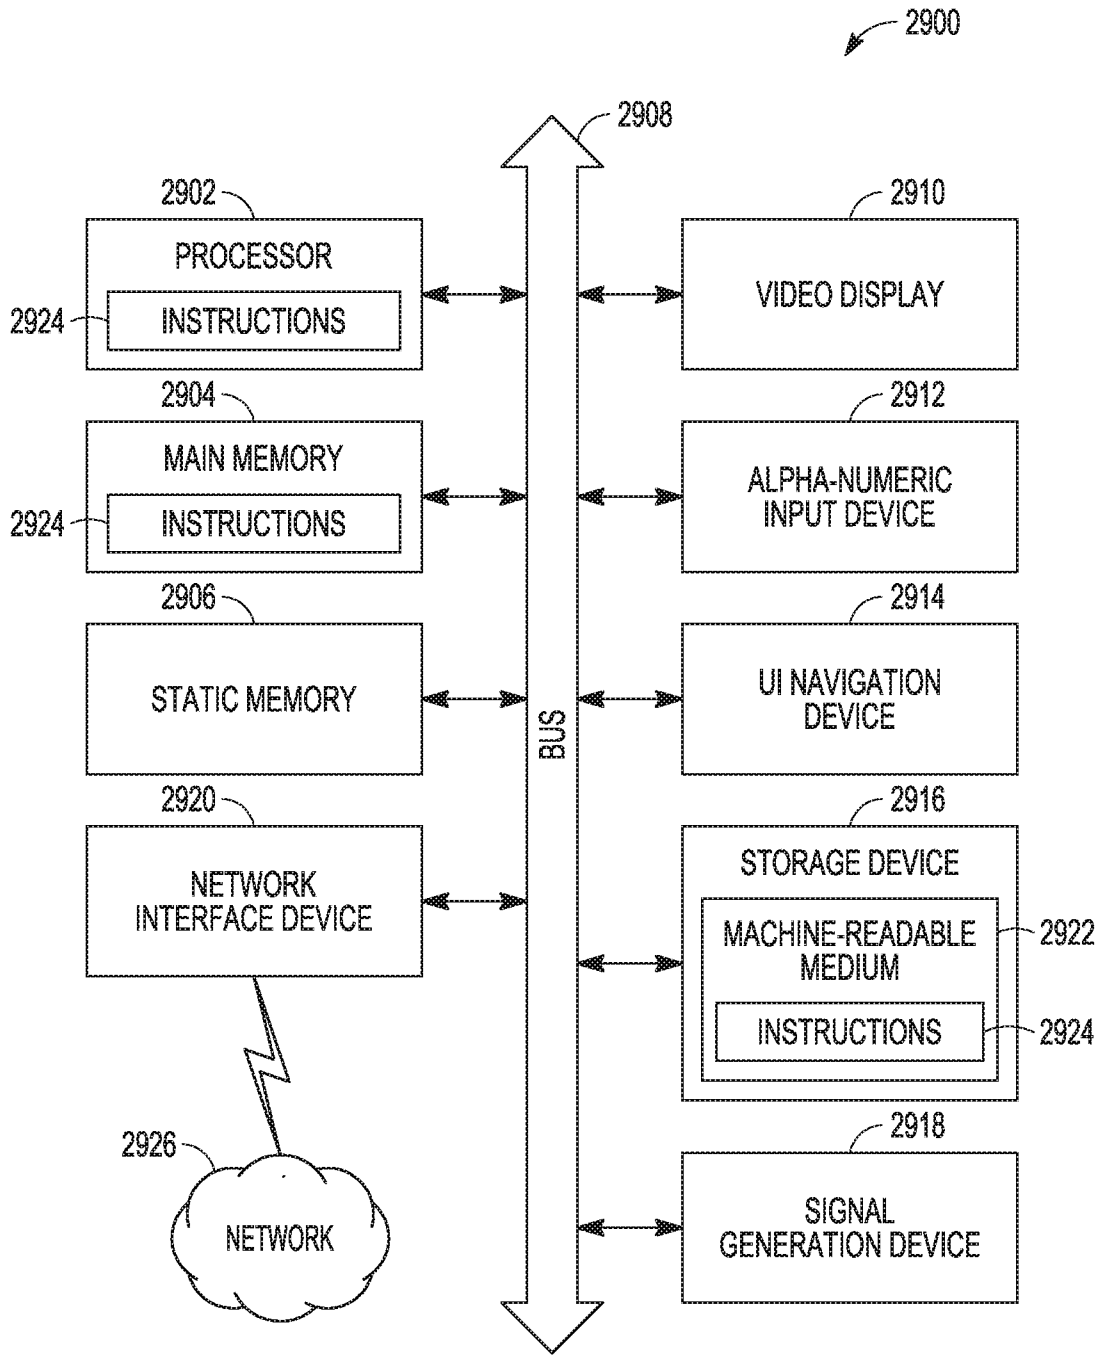 2900
2908
2902
PROCESSOR
2924
INSTRUCTIONS
2904
MAIN MEMORY
2924
INSTRUCTIONS
2906
STATIC MEMORY
2920
NETWORK
INTERFACE DEVICE
2926
NETWORK
BUS
2910
VIDEO DISPLAY
2912
ALPHA-NUMERIC
INPUT DEVICE
2914
UI NAVIGATION
DEVICE
2916
STORAGE DEVICE
MACHINE-READABLE
MEDIUM
2922
INSTRUCTIONS
2924
2918
SIGNAL
GENERATION DEVICE